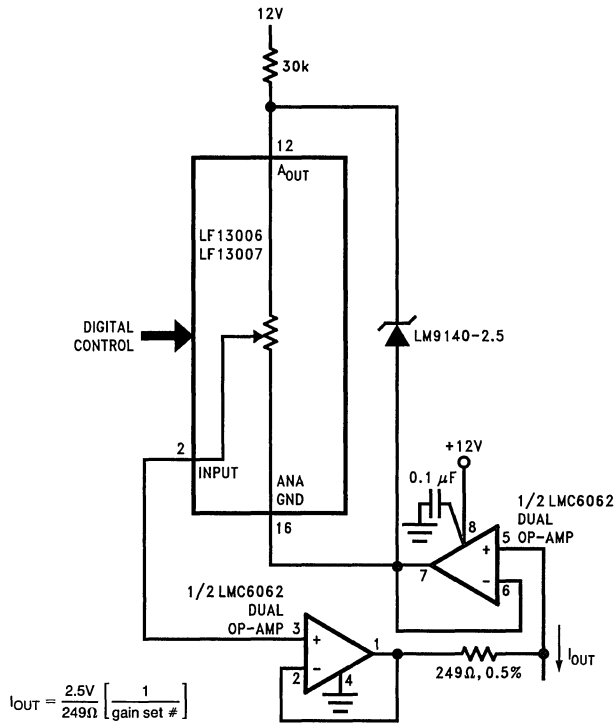 12V
30k
12
AOUT
LF13006
LF13007
DIGITAL
CONTROL
LM9140-2.5
2
INPUT
ANA
GND
16
+12V
0.1 μF
8
1/2 LMC6062
DUAL
OP-AMP
5
+
7
−
6
1/2 LMC6062
DUAL
OP-AMP
3
+
1
−
2
4
249Ω, 0.5%
IOUT
IOUT = 2.5V/249Ω [1/gain set #]